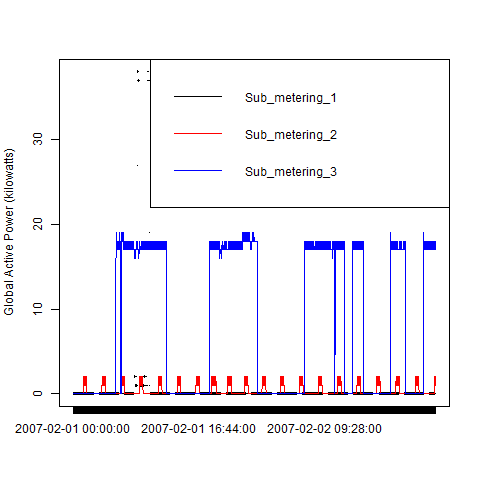 Sub_metering_1
Sub_metering_2
Sub_metering_3
Global Active Power (kilowatts)
30
20
10
0
2007-02-01 00:00:00 2007-02-01 16:44:00 2007-02-02 09:28:00